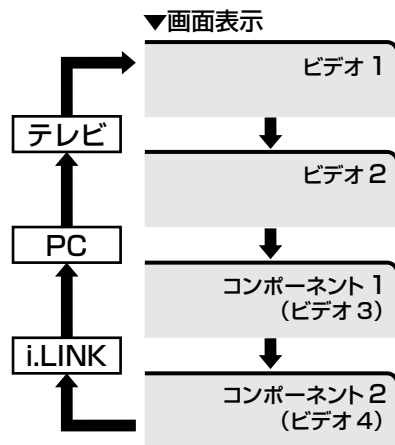 ▼画面表示
ビデオ 1
テレビ
ビデオ 2
PC
コンポーネント 1
（ビデオ 3）
i.LINK
コンポーネント 2
（ビデオ 4）